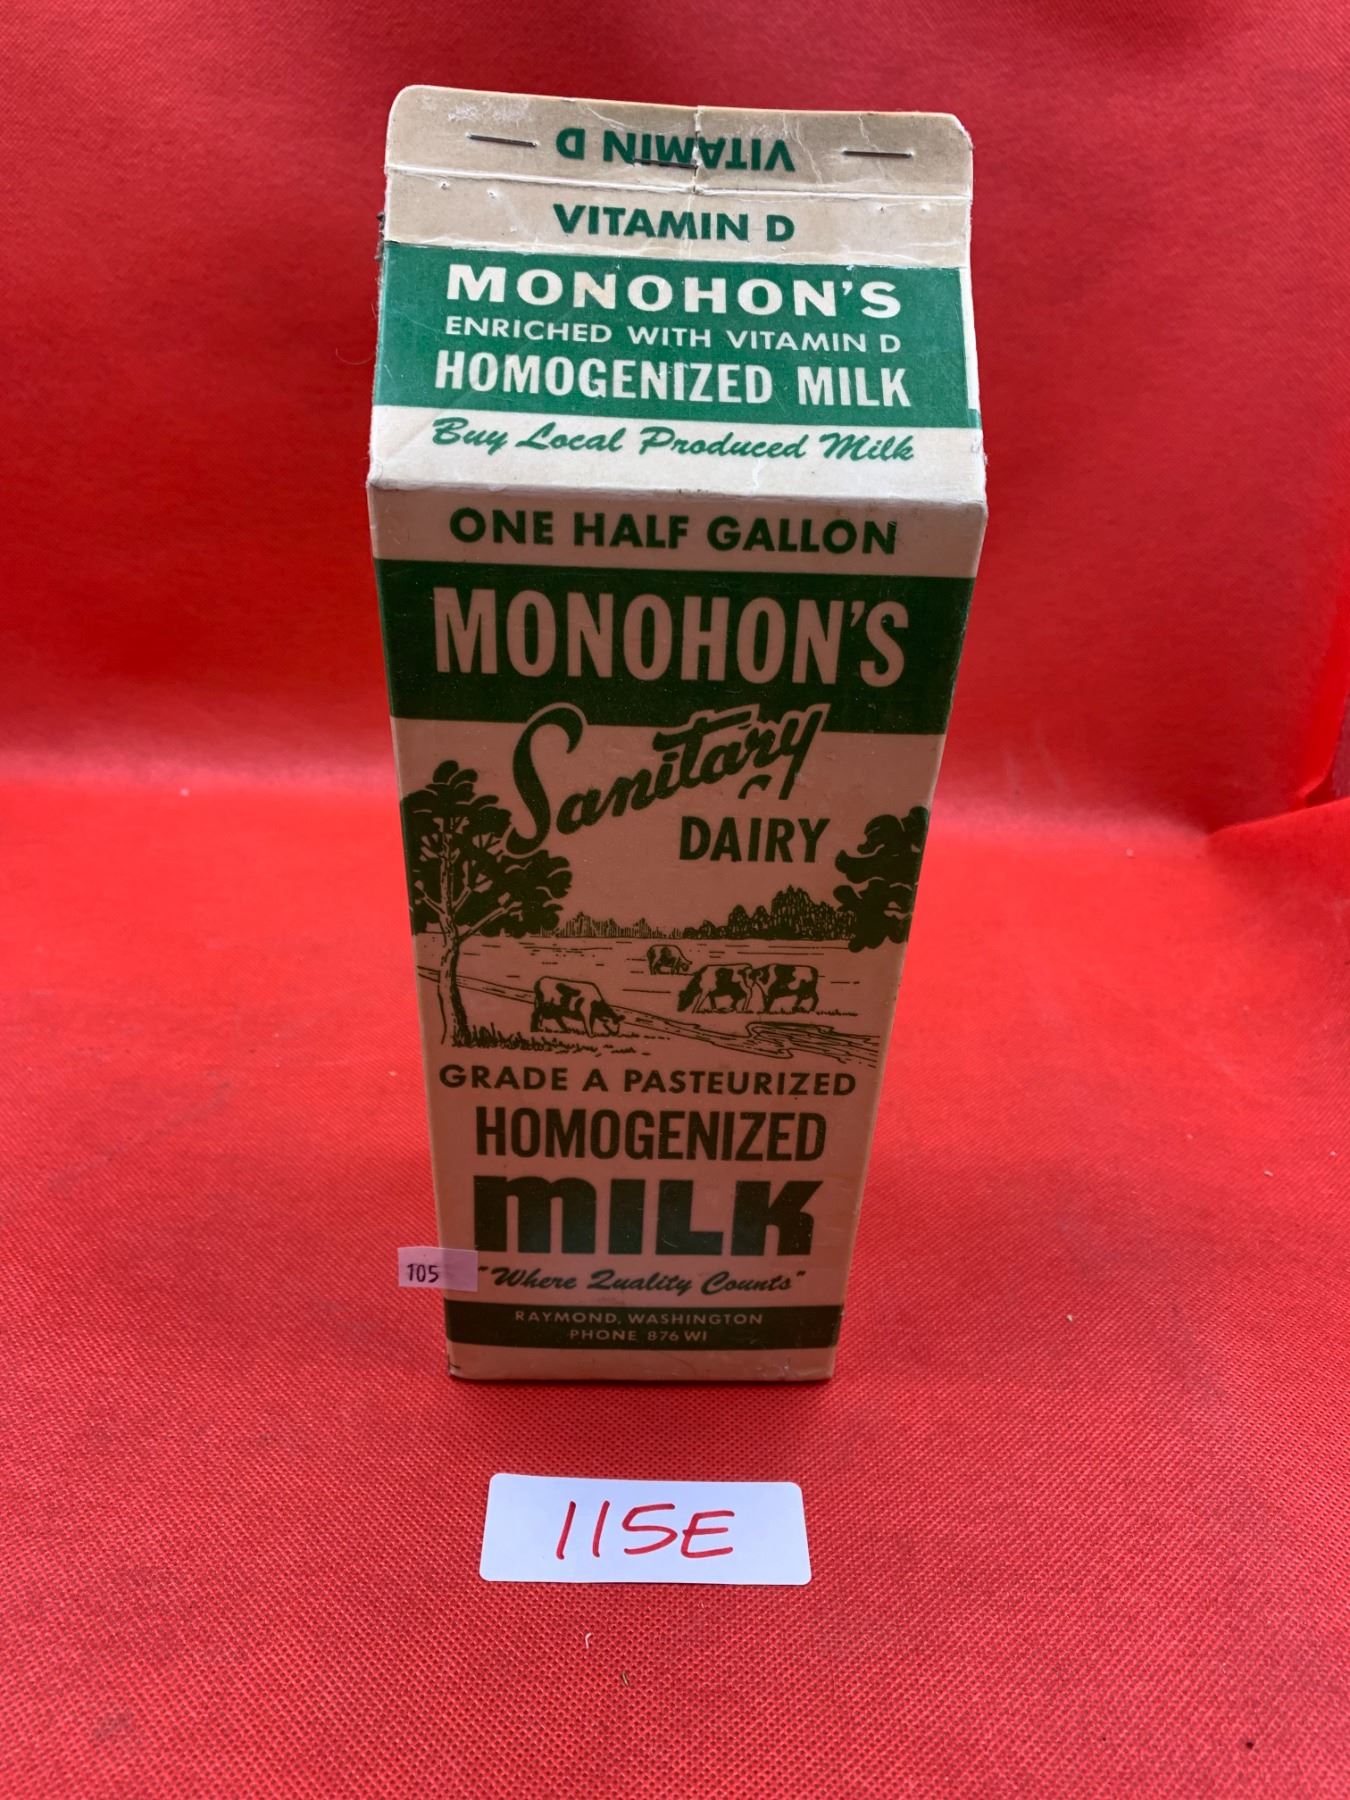 VITAMIN D
VITAMIN D
MONOHON'S
ENRICHED WITH VITAMIN D
HOMOGENIZED MILK
Buy Local Produced Milk
ONE HALF GALLON
MONOHON'S
Sanitary
DAIRY
GRADE A PASTEURIZED
HOMOGENIZED
MILK
"Where Quality Counts"
105
RAYMOND, WASHINGTON
PHONE 876 WI
115E